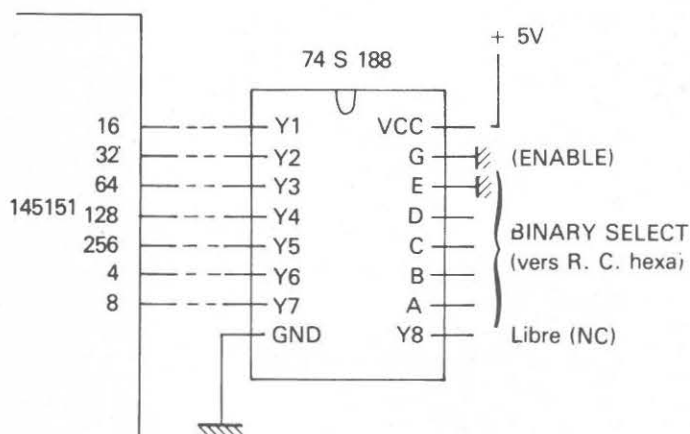 + 5V
74 S 188
16 Y1 VCC
32 Y2 G (ENABLE)
64 Y3 E
145151 128 Y4 D
256 Y5 C BINARY SELECT
4 Y6 B (vers R. C. hexa)
8 Y7 A
GND Y8 Libre (NC)